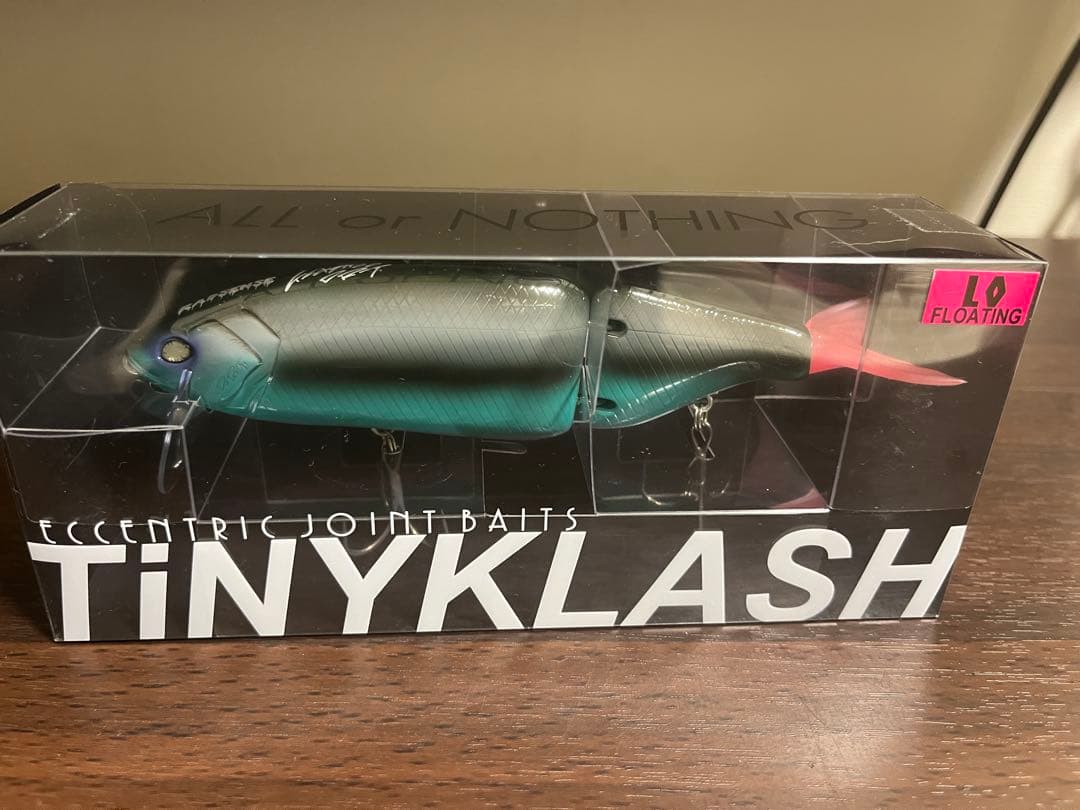 ALL or NOTHING
LO
FLOATING
ECCENTRIC JOINT BAITS
TiNYKLASH